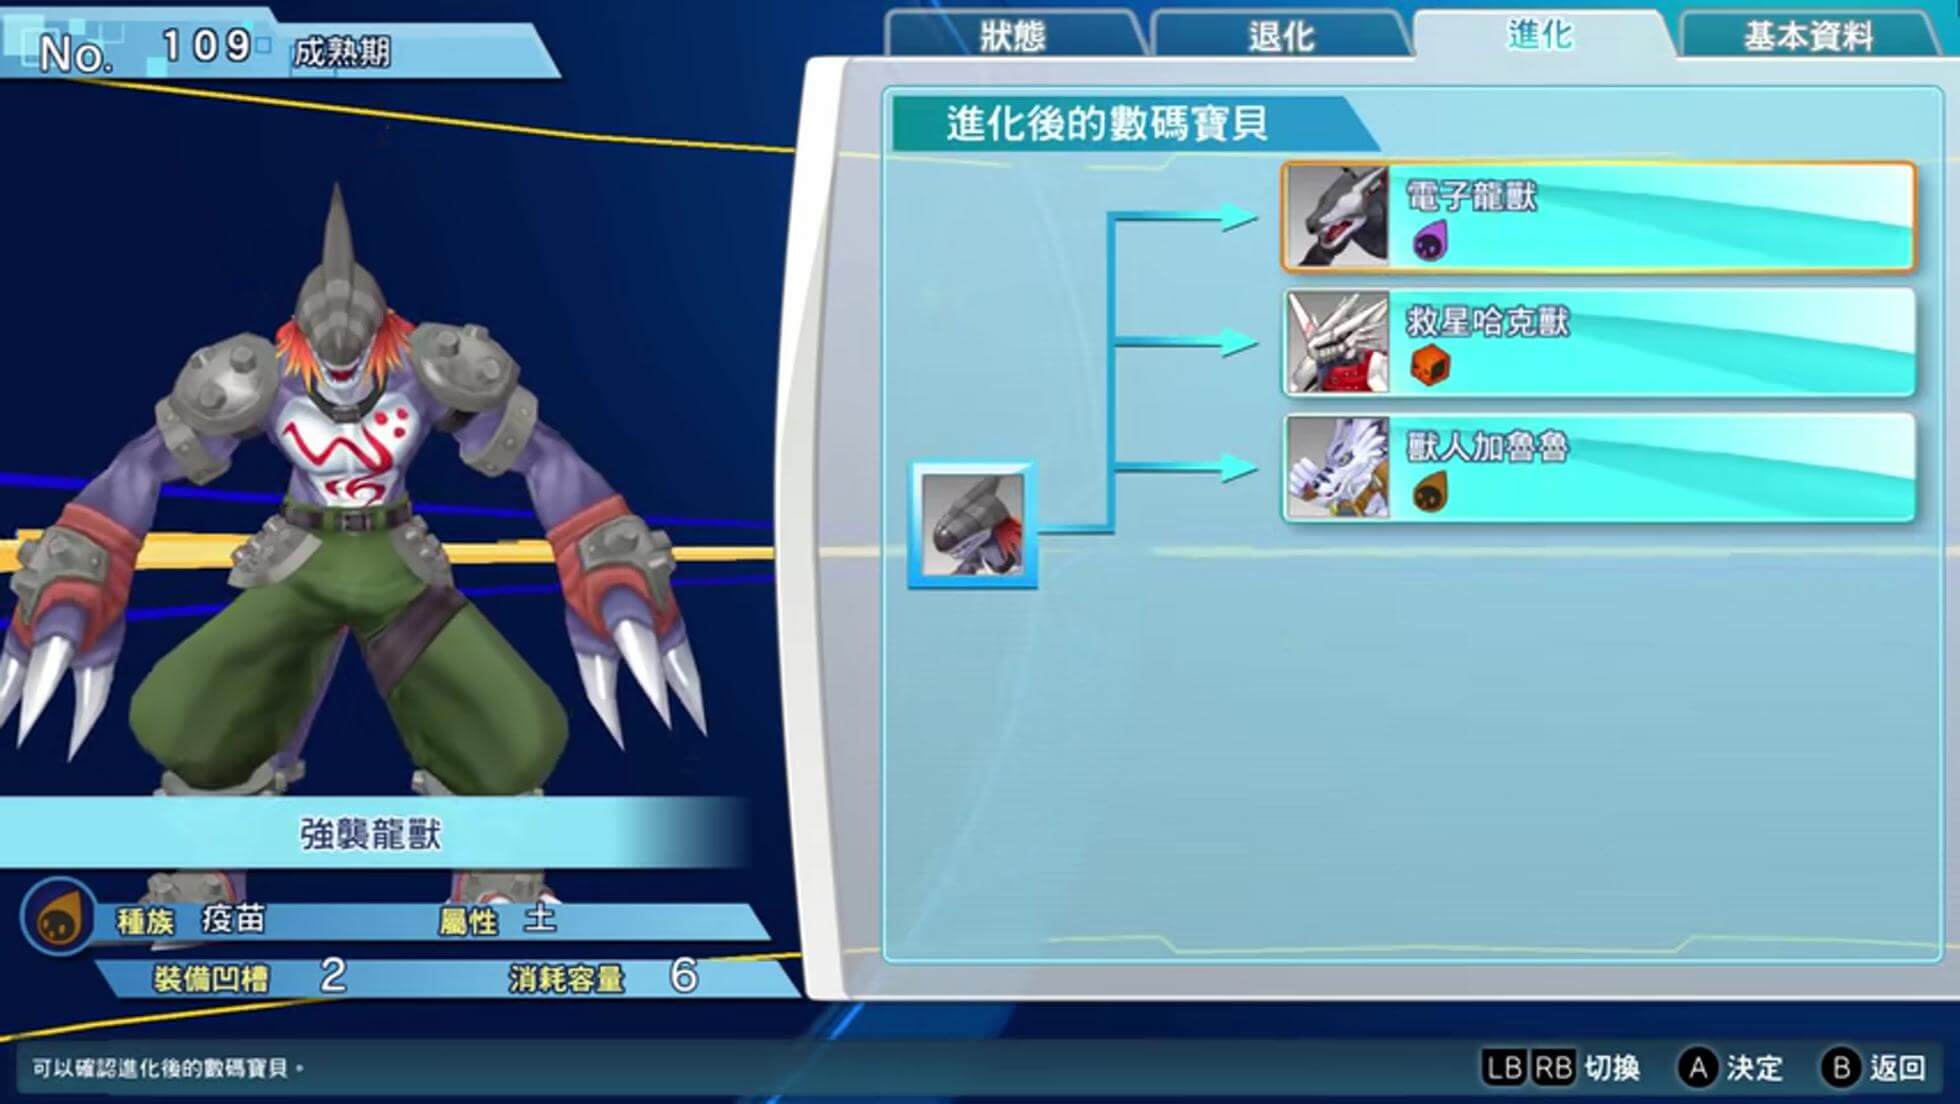 No. 109 成熟期
狀態 退化 進化 基本資料
進化後的數碼寶貝
電子龍獸
救星哈克獸
獸人加魯魯
強襲龍獸
種族 疫苗 屬性 土
裝備凹槽 2 消耗容量 6
可以確認進化後的數碼寶貝。
LB RB 切換 A 決定 B 返回